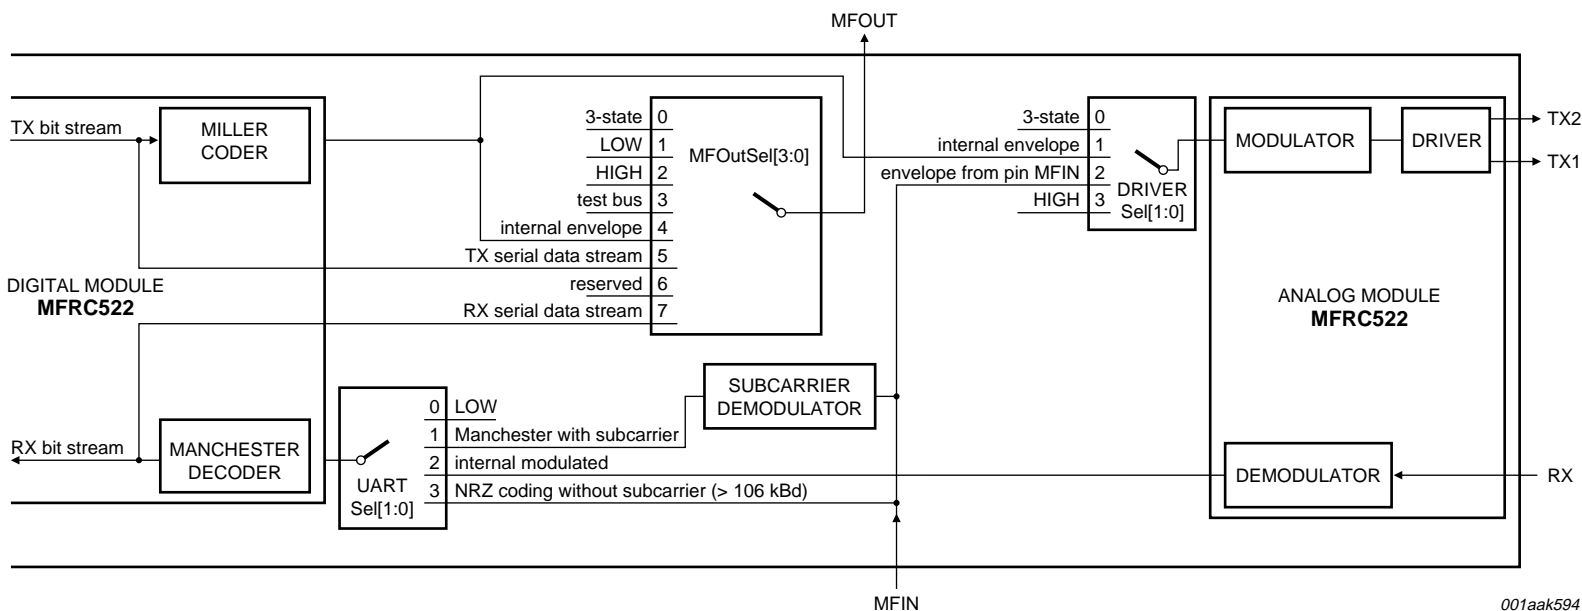 MFOUT
TX bit stream
MILLER
CODER
3-state 0
LOW 1
HIGH 2
test bus 3
internal envelope 4
TX serial data stream 5
reserved 6
RX serial data stream 7
MFOutSel[3:0]
3-state 0
internal envelope 1
envelope from pin MFIN 2
HIGH 3
DRIVER
Sel[1:0]
MODULATOR
DRIVER
TX2
TX1
DIGITAL MODULE
MFRC522
ANALOG MODULE
MFRC522
SUBCARRIER
DEMODULATOR
RX bit stream
MANCHESTER
DECODER
UART
Sel[1:0]
0 LOW
1 Manchester with subcarrier
2 internal modulated
3 NRZ coding without subcarrier (> 106 kBd)
DEMODULATOR
RX
MFIN
001aak594